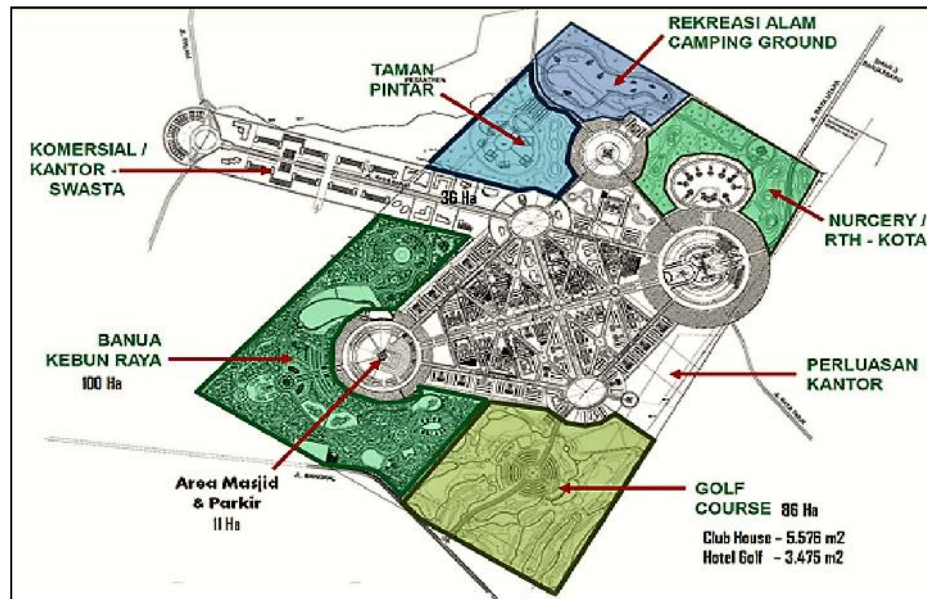 REKREASI ALAM
CAMPING GROUND
TAMAN
PINTAR
KOMERSIAL /
KANTOR -
SWASTA
36 Ha
NURCERY /
RTH - KOTA
BANUA
KEBUN RAYA
100 Ha
PERLUASAN
KANTOR
Area Masjid
& Parkir
11 Ha
GOLF
COURSE 86 Ha
Club House - 5.576 m2
Hotel Golf - 3.475 m2